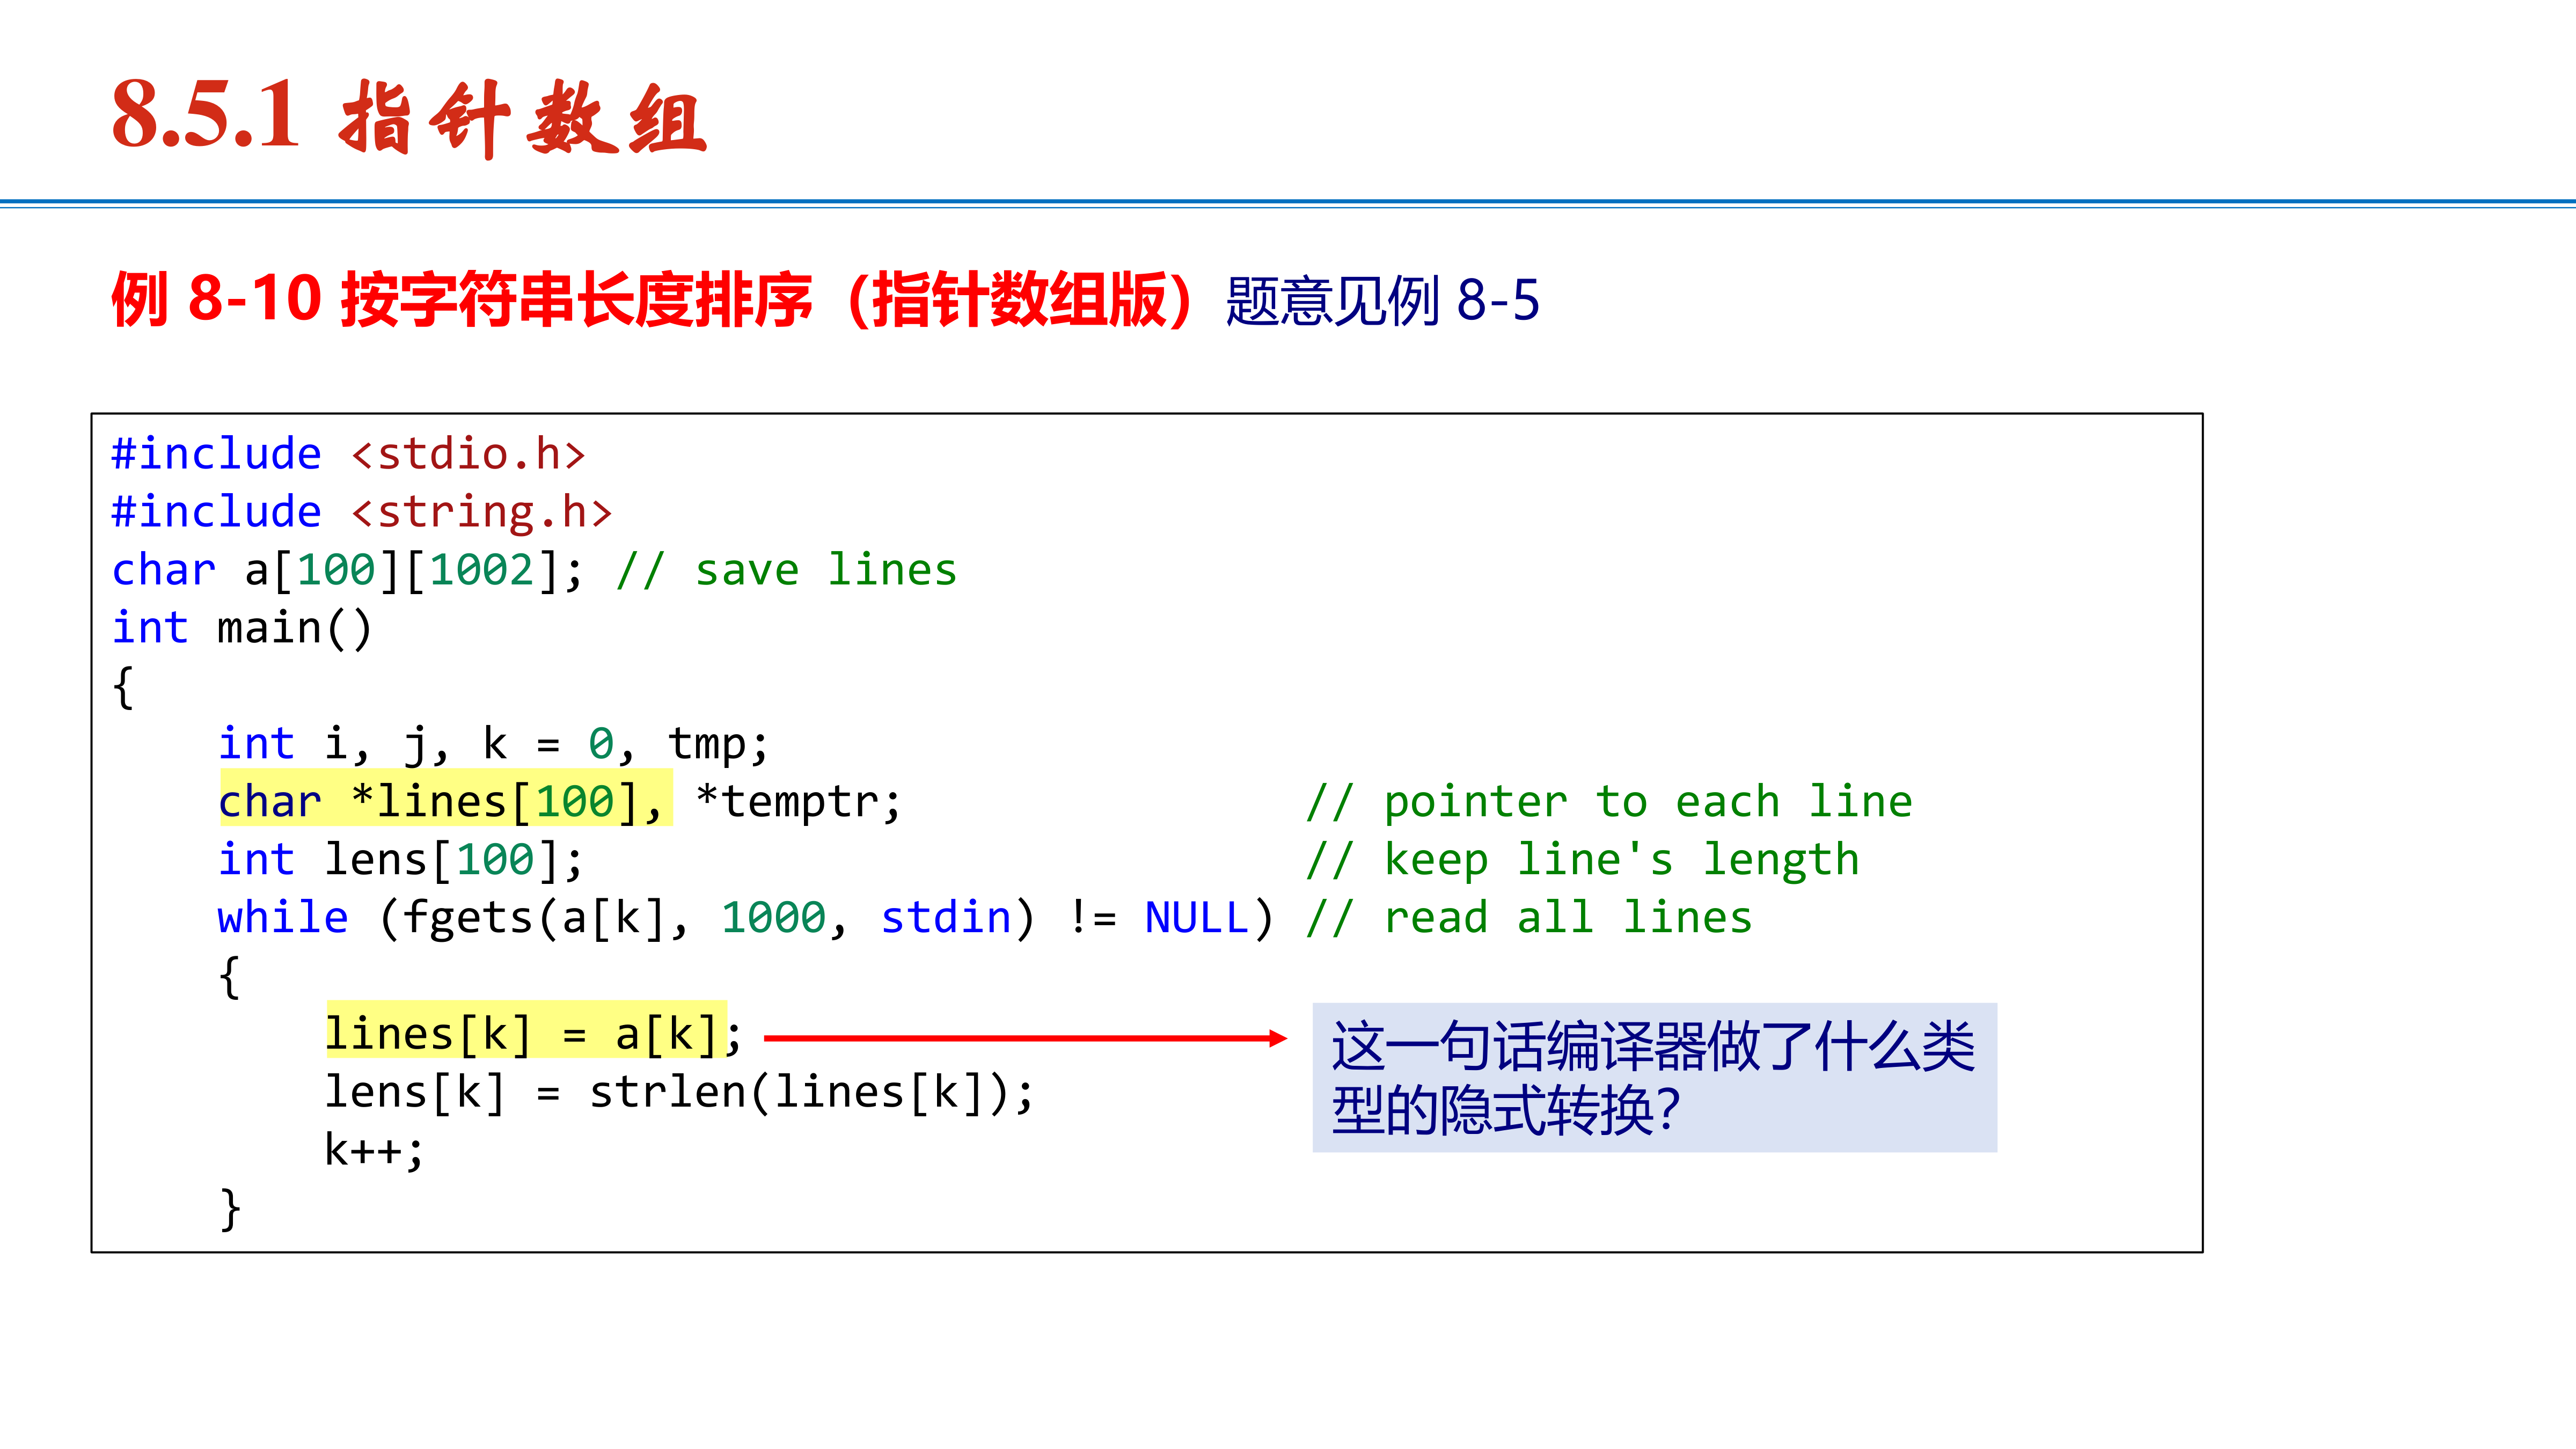 8.5.1 指针数组
例 8-10 按字符串长度排序（指针数组版）题意见例 8-5
#include <stdio.h>
#include <string.h>
char a[100][1002]; // save lines
int main()
{
    int i, j, k = 0, tmp;
    char *lines[100], *temptr;               // pointer to each line
    int lens[100];                           // keep line's length
    while (fgets(a[k], 1000, stdin) != NULL) // read all lines
    {
        lines[k] = a[k];
        lens[k] = strlen(lines[k]);
        k++;
    }
这一句话编译器做了什么类
型的隐式转换？